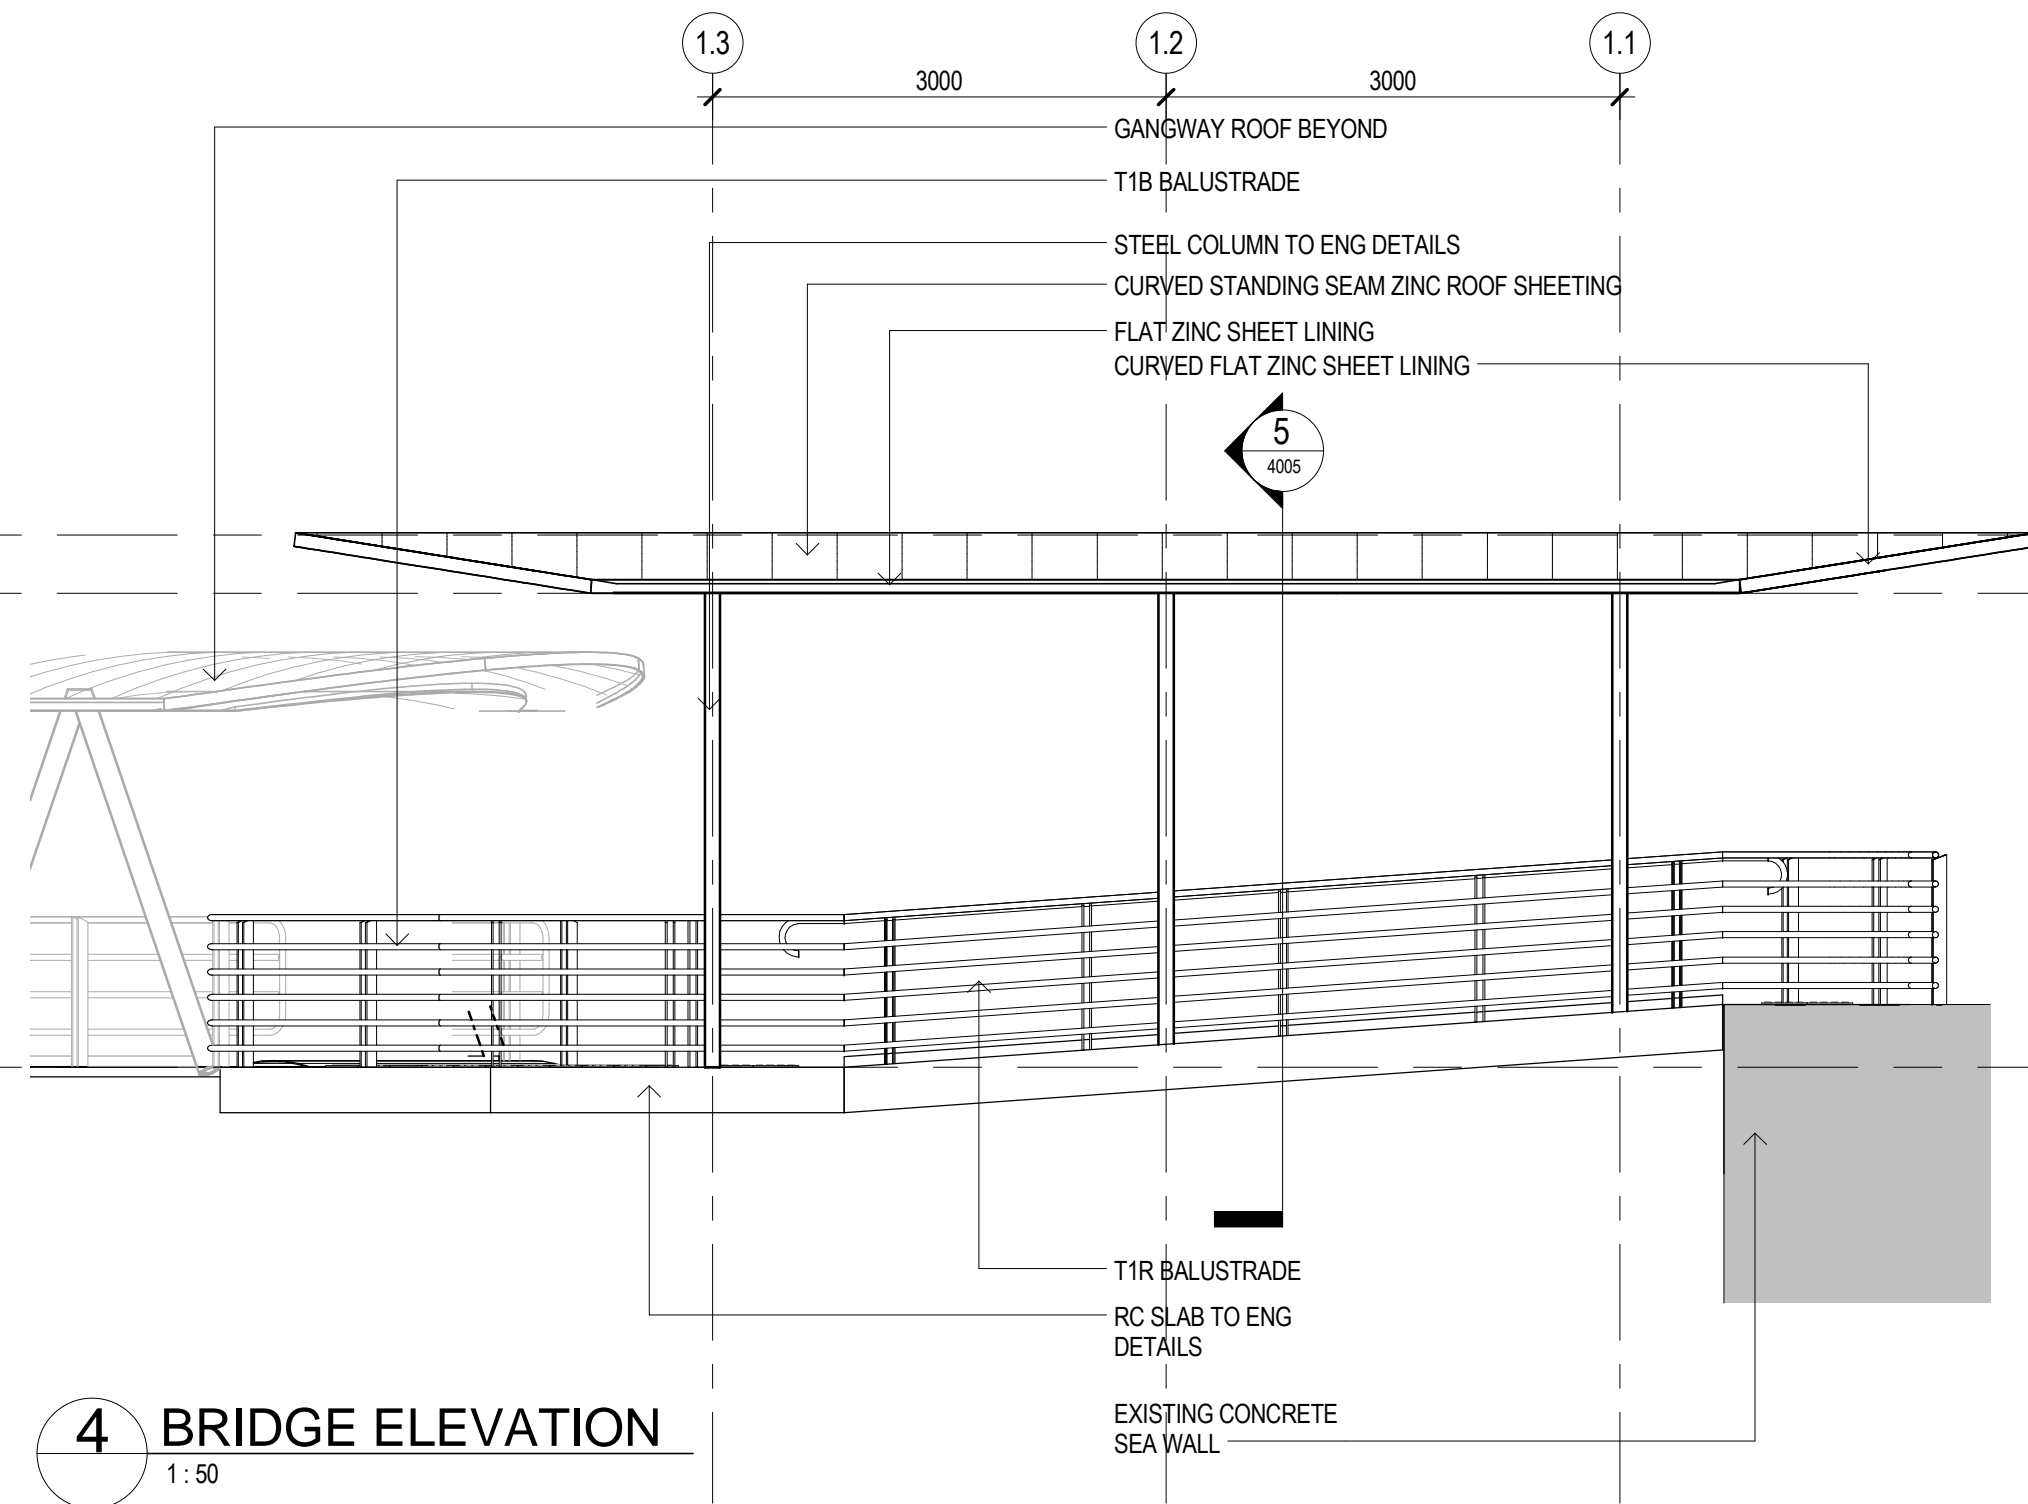 1.3
1.2
1.1
3000
3000
GANGWAY ROOF BEYOND
T1B BALUSTRADE
STEEL COLUMN TO ENG DETAILS
CURVED STANDING SEAM ZINC ROOF SHEETING
FLAT ZINC SHEET LINING
CURVED FLAT ZINC SHEET LINING
5
4005
T1R BALUSTRADE
RC SLAB TO ENG
DETAILS
EXISTING CONCRETE
SEA WALL
4
BRIDGE ELEVATION
1 : 50